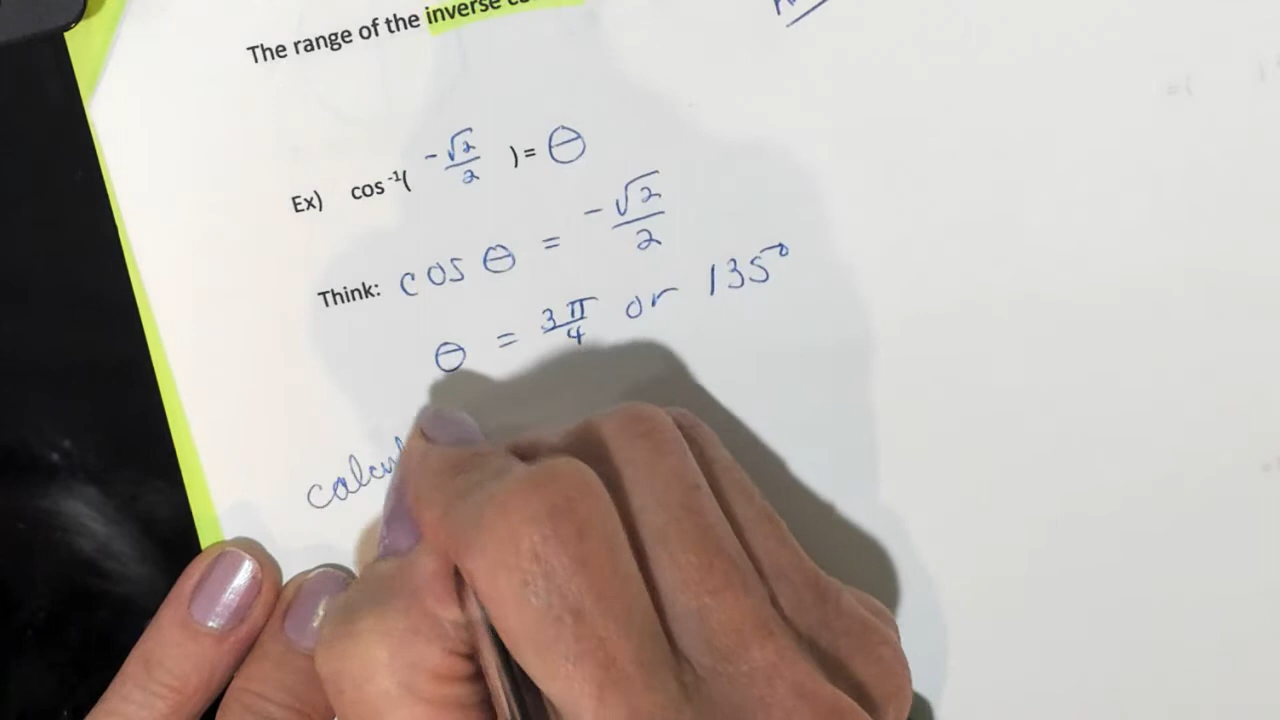 The range of the inverse
Ex) cos⁻¹( -√2/2 ) = θ
Think: cos θ = -√2/2
θ = 3π/4 or 135°